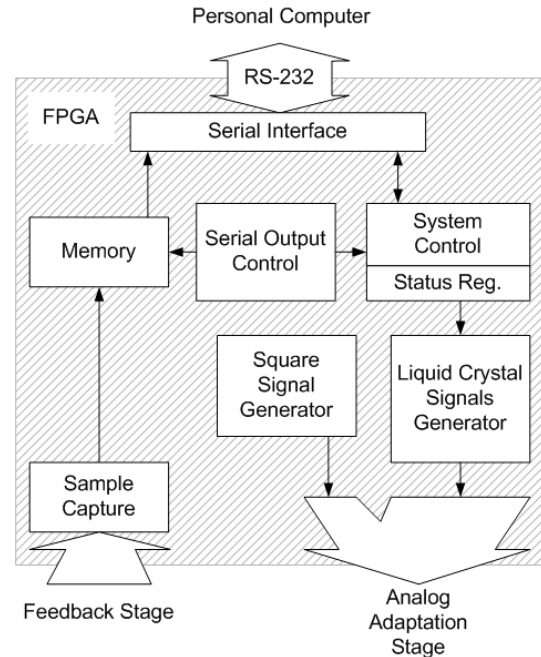 Personal Computer
RS-232
FPGA
Serial Interface
Memory
Serial Output
Control
System
Control
Status Reg.
Square
Signal
Generator
Liquid Crystal
Signals
Generator
Sample
Capture
Feedback Stage
Analog
Adaptation
Stage